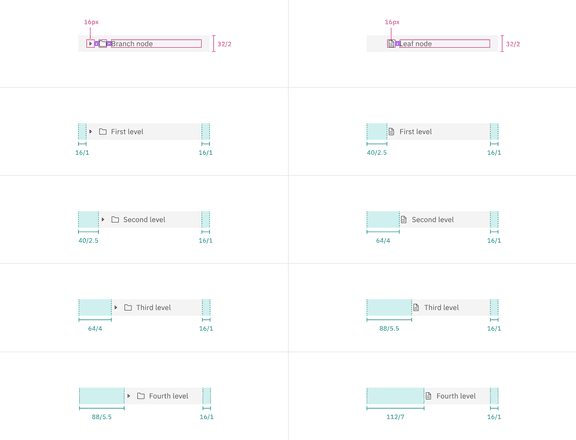 16px
16px
Branch node
32/2
Leaf node
32/2
First level
First level
16/1
16/1
40/2.5
16/1
Second level
Second level
40/2.5
16/1
64/4
16/1
Third level
Third level
64/4
16/1
88/5.5
16/1
Fourth level
Fourth level
88/5.5
16/1
112/7
16/1